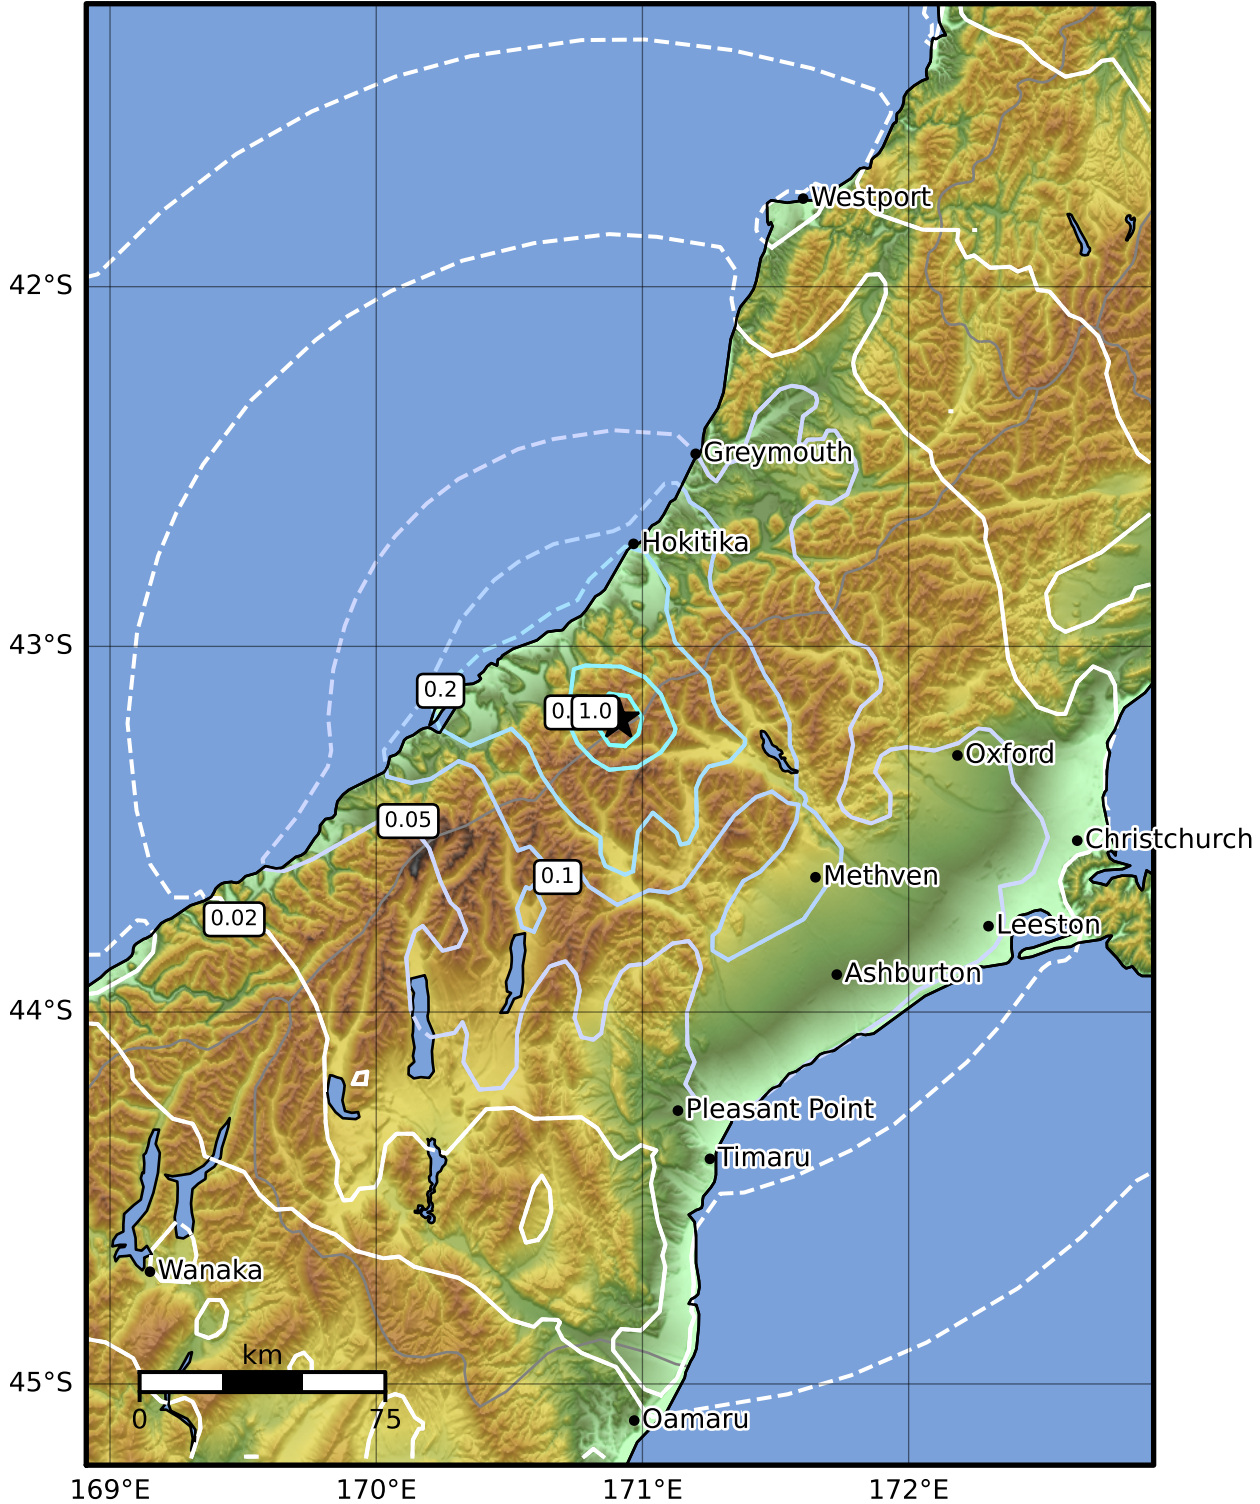 Westport
42°S
Greymouth
Hokitika
43°S
0.2
1.0
Oxford
0.05
Christchurch
0.1
Methven
0.02
Leeston
Ashburton
44°S
Pleasant Point
Timaru
Wanaka
km
45°S
0
75
Oamaru
169°E
170°E
171°E
172°E